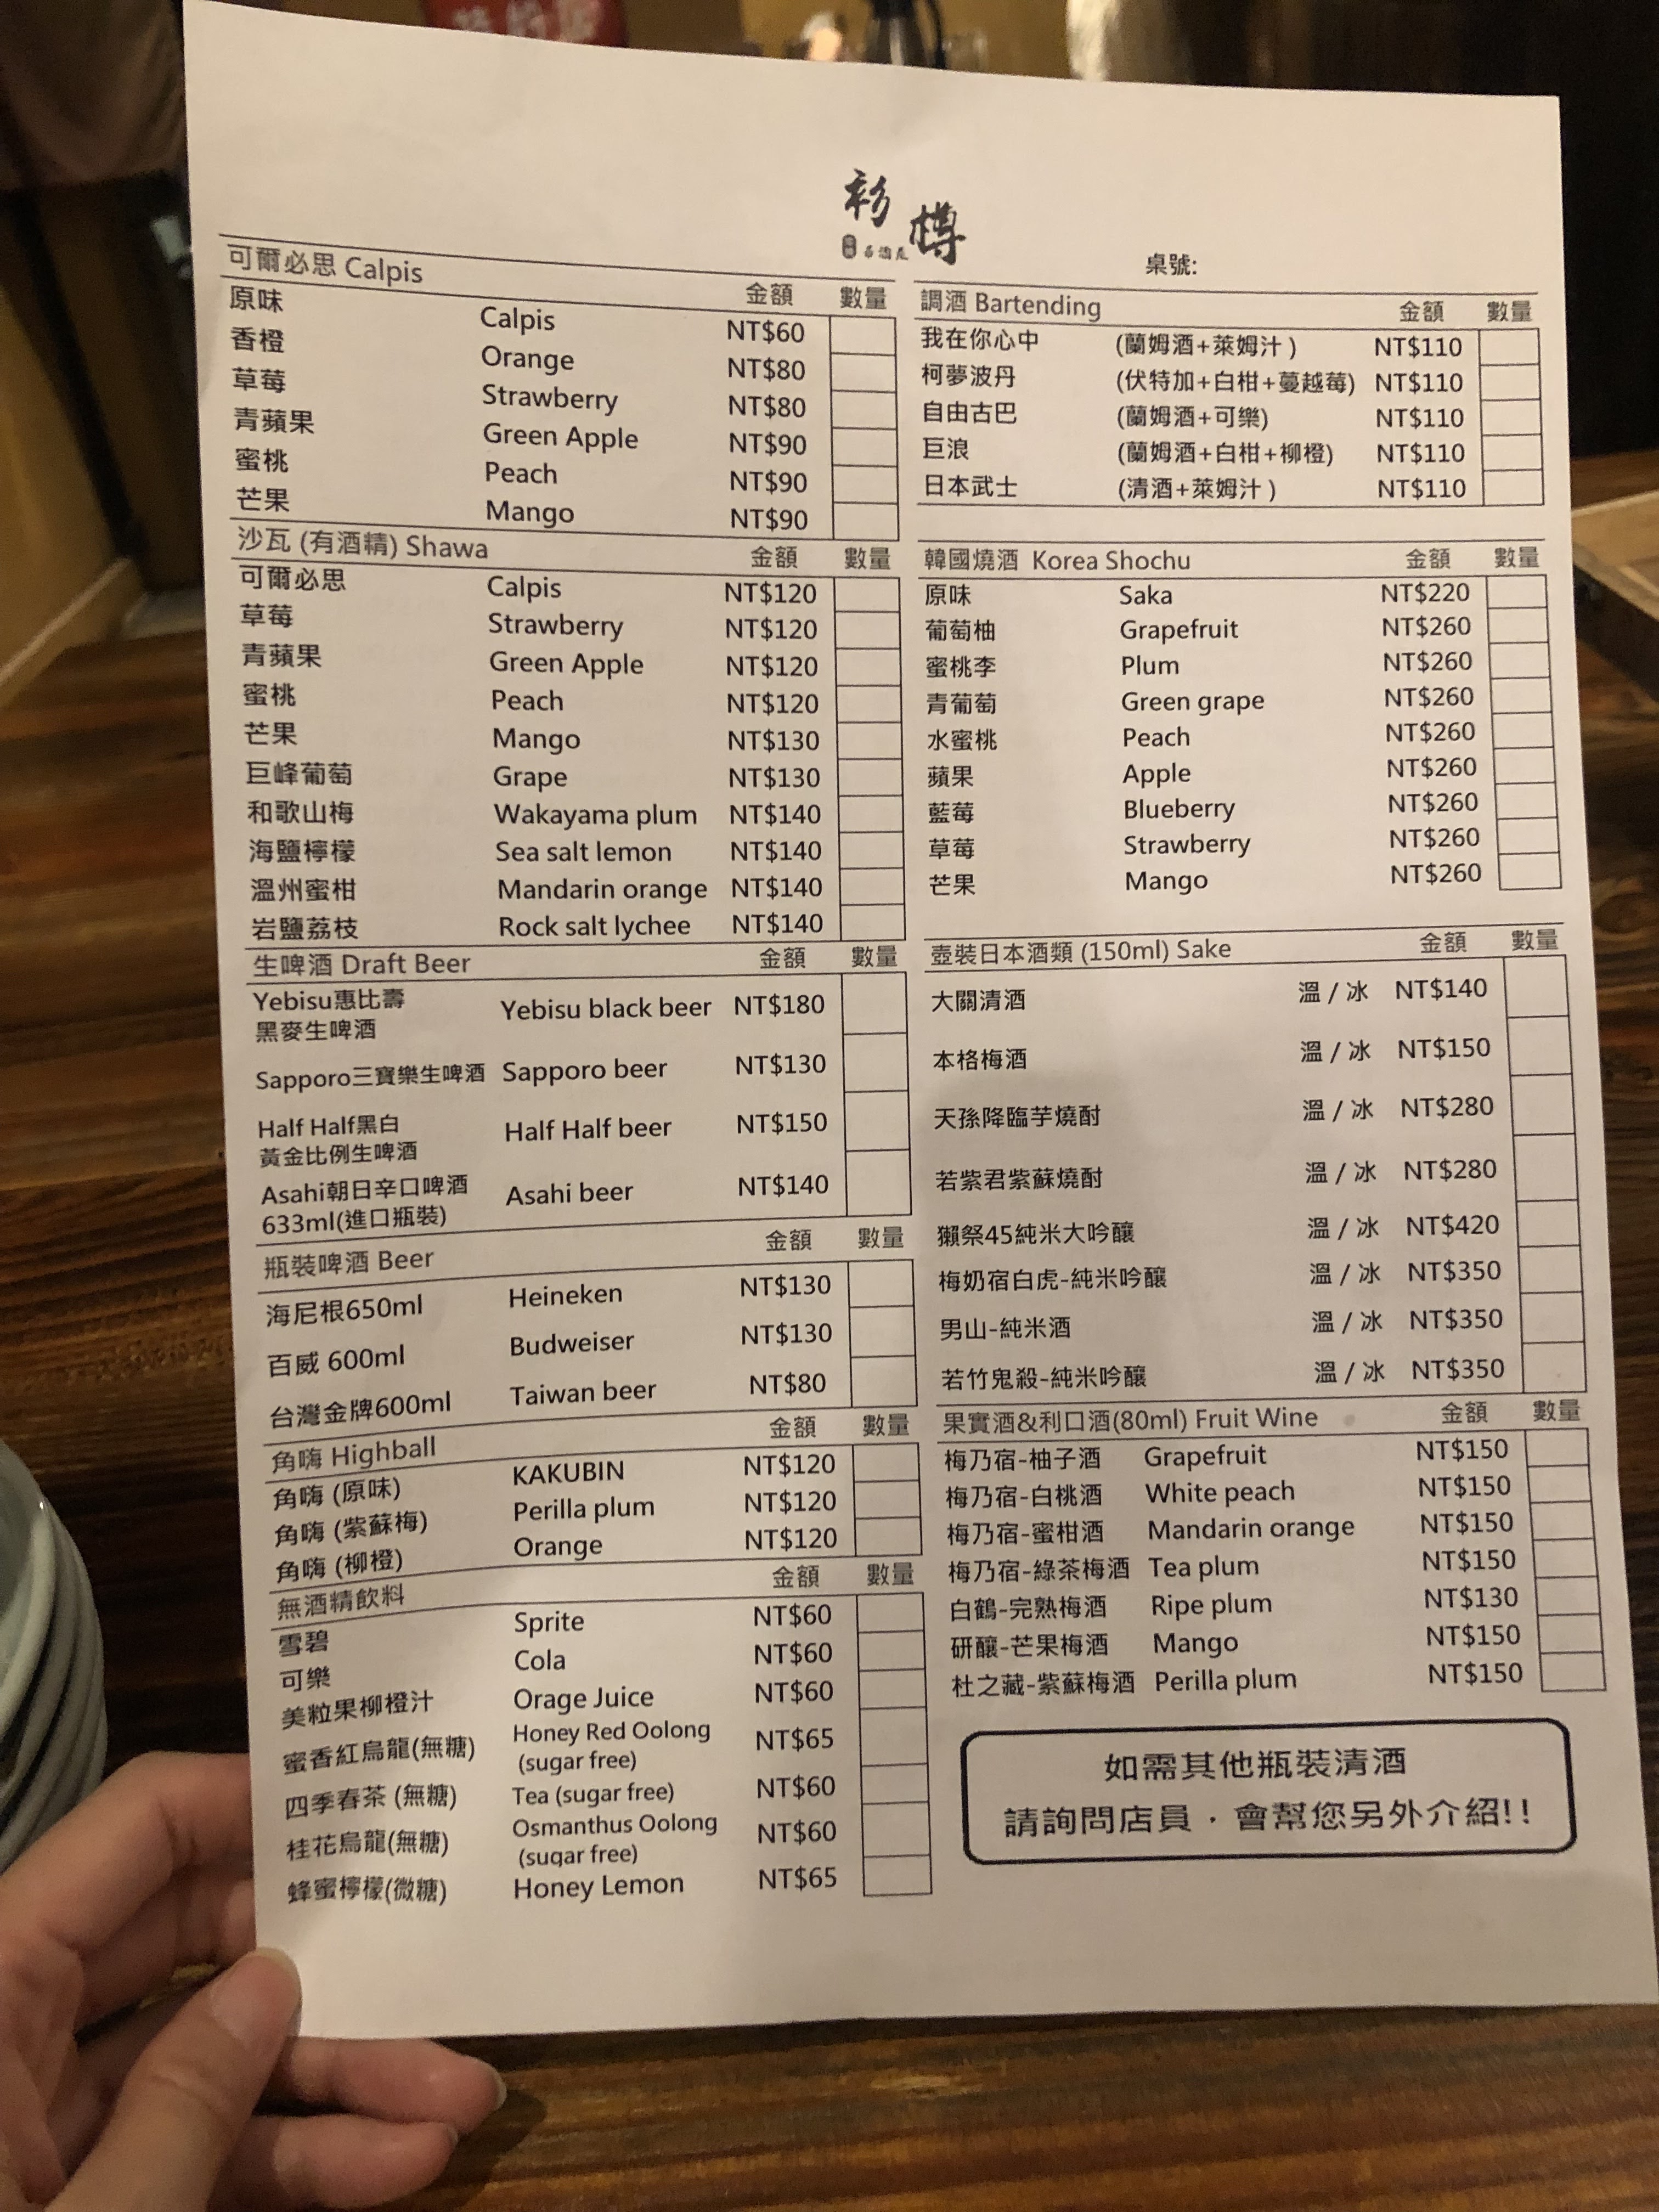 杉樽
居酒屋
桌號:
可爾必思 Calpis 金額 數量
原味 Calpis NT$60
香橙 Orange NT$80
草莓 Strawberry NT$80
青蘋果 Green Apple NT$90
蜜桃 Peach NT$90
芒果 Mango NT$90
沙瓦 (有酒精) Shawa 金額 數量
可爾必思 Calpis NT$120
草莓 Strawberry NT$120
青蘋果 Green Apple NT$120
蜜桃 Peach NT$120
芒果 Mango NT$130
巨峰葡萄 Grape NT$130
和歌山梅 Wakayama plum NT$140
海鹽檸檬 Sea salt lemon NT$140
溫州蜜柑 Mandarin orange NT$140
岩鹽荔枝 Rock salt lychee NT$140
生啤酒 Draft Beer 金額 數量
Yebisu惠比壽
黑麥生啤酒 Yebisu black beer NT$180
Sapporo三寶樂生啤酒 Sapporo beer NT$130
Half Half黑白
黃金比例生啤酒 Half Half beer NT$150
Asahi朝日辛口啤酒
633ml(進口瓶裝) Asahi beer NT$140
瓶裝啤酒 Beer 金額 數量
海尼根650ml Heineken NT$130
百威 600ml Budweiser NT$130
台灣金牌600ml Taiwan beer NT$80
角嗨 Highball 金額 數量
角嗨 (原味) KAKUBIN NT$120
角嗨 (紫蘇梅) Perilla plum NT$120
角嗨 (柳橙) Orange NT$120
無酒精飲料 金額 數量
雪碧 Sprite NT$60
可樂 Cola NT$60
美粒果柳橙汁 Orage Juice NT$60
蜜香紅烏龍(無糖) Honey Red Oolong (sugar free) NT$65
四季春茶 (無糖) Tea (sugar free) NT$60
桂花烏龍(無糖) Osmanthus Oolong (sugar free) NT$60
蜂蜜檸檬(微糖) Honey Lemon NT$65
調酒 Bartending 金額 數量
我在你心中 (蘭姆酒+萊姆汁 ) NT$110
柯夢波丹 (伏特加+白柑+蔓越莓) NT$110
自由古巴 (蘭姆酒+可樂) NT$110
巨浪 (蘭姆酒+白柑+柳橙) NT$110
日本武士 (清酒+萊姆汁 ) NT$110
韓國燒酒 Korea Shochu 金額 數量
原味 Saka NT$220
葡萄柚 Grapefruit NT$260
蜜桃李 Plum NT$260
青葡萄 Green grape NT$260
水蜜桃 Peach NT$260
蘋果 Apple NT$260
藍莓 Blueberry NT$260
草莓 Strawberry NT$260
芒果 Mango NT$260
壺裝日本酒類 (150ml) Sake 金額 數量
大關清酒 溫 / 冰 NT$140
本格梅酒 溫 / 冰 NT$150
天孫降臨芋燒酎 溫 / 冰 NT$280
若紫君紫蘇燒酎 溫 / 冰 NT$280
獺祭45純米大吟釀 溫 / 冰 NT$420
梅奶宿白虎-純米吟釀 溫 / 冰 NT$350
男山-純米酒 溫 / 冰 NT$350
若竹鬼殺-純米吟釀 溫 / 冰 NT$350
果實酒&利口酒(80ml) Fruit Wine 金額 數量
梅乃宿-柚子酒 Grapefruit NT$150
梅乃宿-白桃酒 White peach NT$150
梅乃宿-蜜柑酒 Mandarin orange NT$150
梅乃宿-綠茶梅酒 Tea plum NT$150
白鶴-完熟梅酒 Ripe plum NT$130
研釀-芒果梅酒 Mango NT$150
杜之藏-紫蘇梅酒 Perilla plum NT$150
如需其他瓶裝清酒
請詢問店員，會幫您另外介紹!!